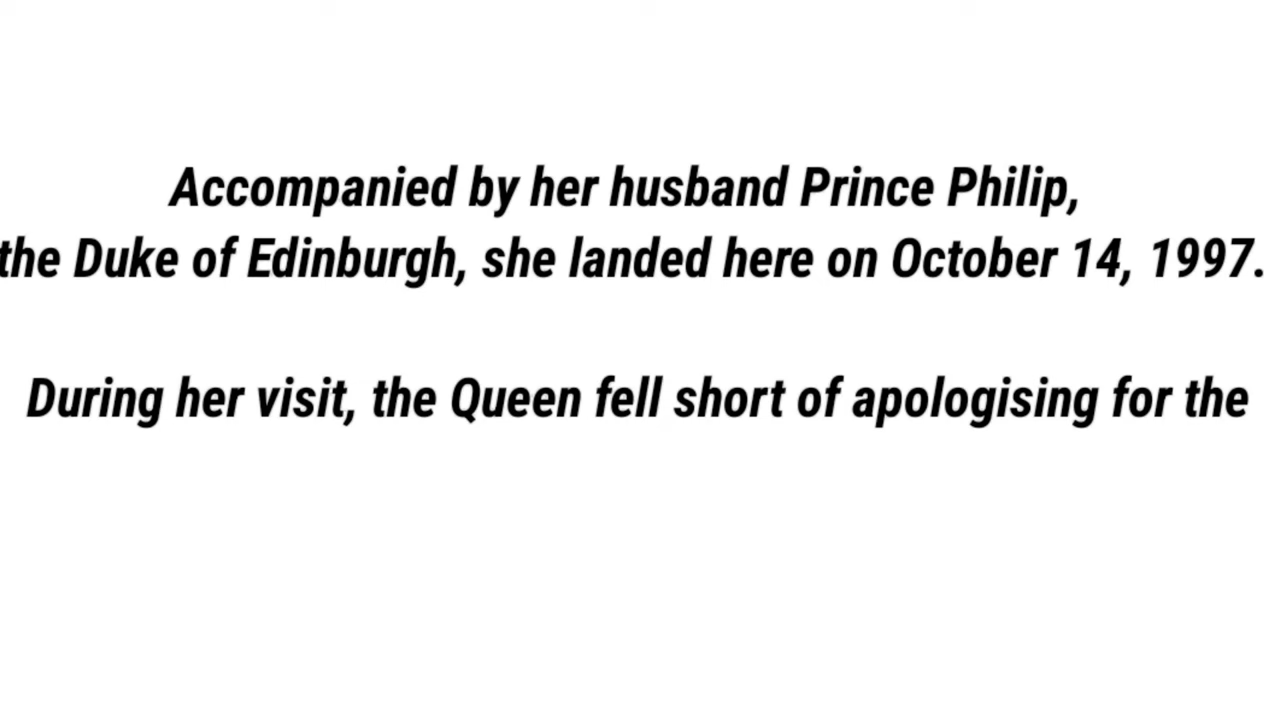 Accompanied by her husband Prince Philip,
the Duke of Edinburgh, she landed here on October 14, 1997.
During her visit, the Queen fell short of apologising for the